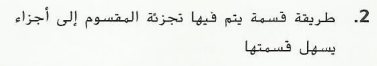 2. طريقة قسمة يتم فيها تجزئة المقسوم إلى أجزاء
يسهل قسمتها